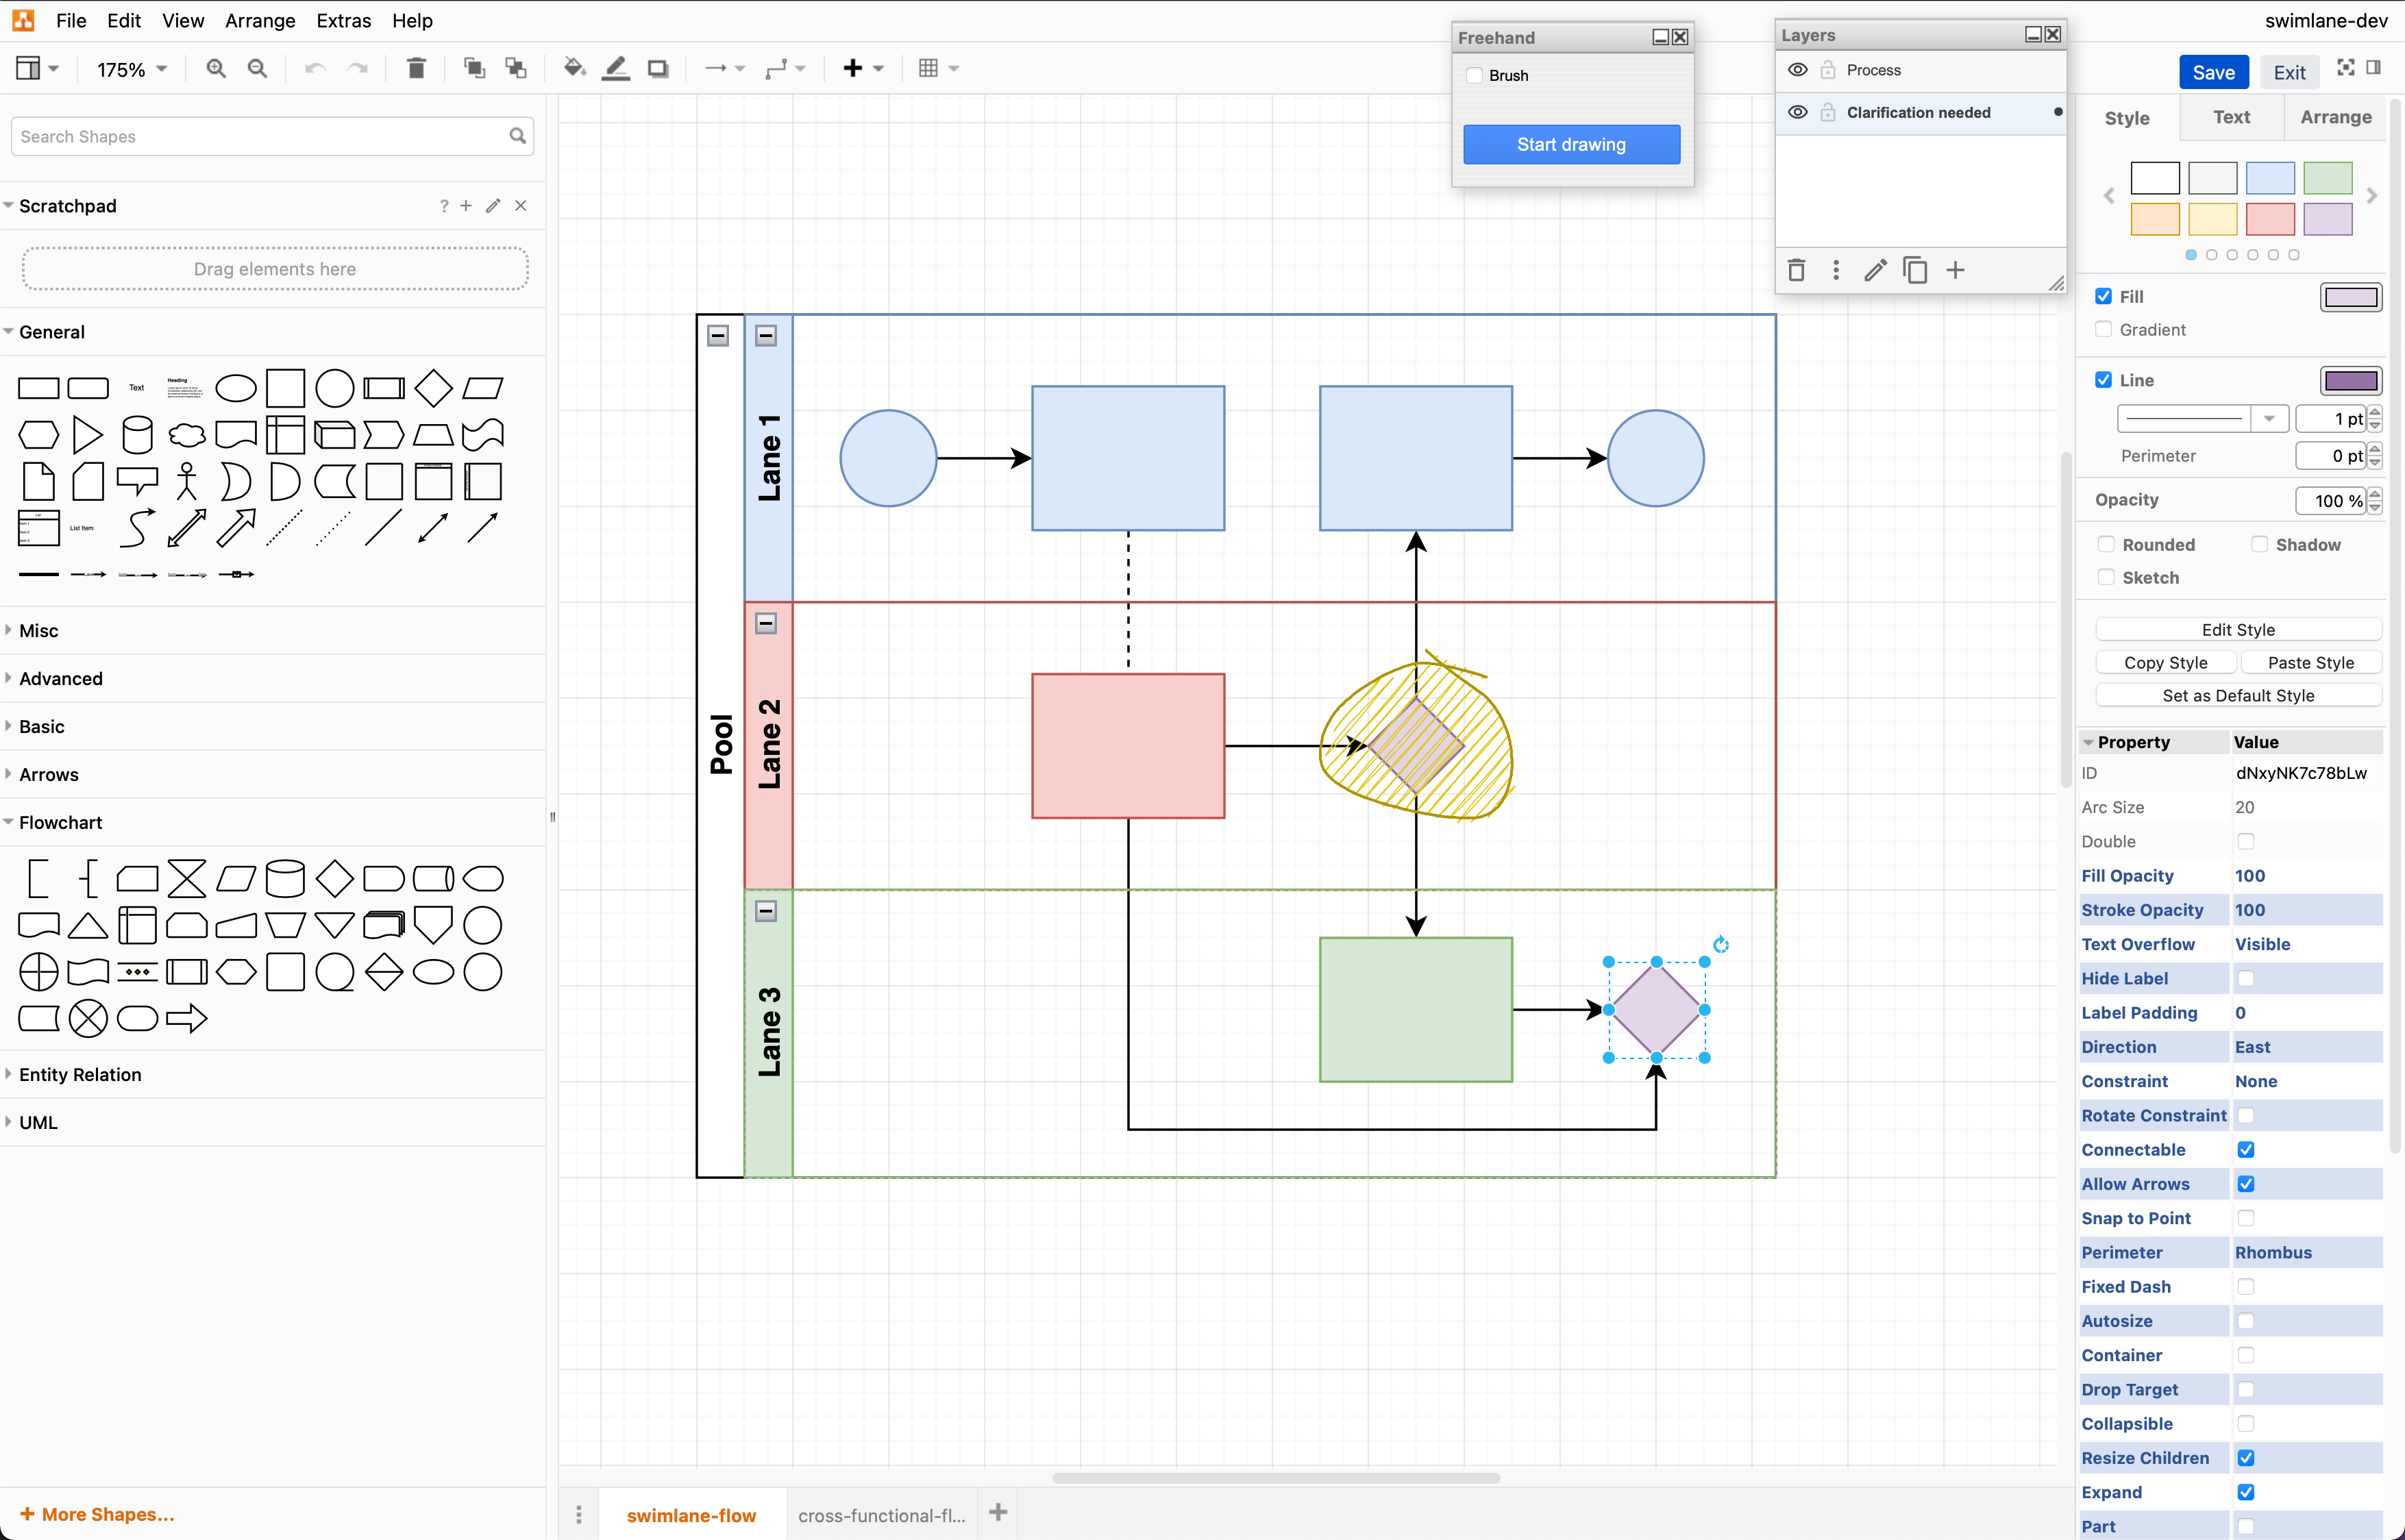 File Edit View Arrange Extras Help
swimlane-dev
175%
Save Exit
Search Shapes
Scratchpad
?
Drag elements here
General
Text
Heading
List
List Item
Misc
Advanced
Basic
Arrows
Flowchart
Entity Relation
UML
More Shapes...
Freehand
Brush
Start drawing
Layers
Process
Clarification needed
Pool
Lane 1
Lane 2
Lane 3
swimlane-flow
cross-functional-fl...
Style Text Arrange
Fill
Gradient
Line
1 pt
Perimeter 0 pt
Opacity 100 %
Rounded Shadow
Sketch
Edit Style
Copy Style Paste Style
Set as Default Style
Property Value
ID dNxyNK7c78bLw
Arc Size 20
Double
Fill Opacity 100
Stroke Opacity 100
Text Overflow Visible
Hide Label
Label Padding 0
Direction East
Constraint None
Rotate Constraint
Connectable
Allow Arrows
Snap to Point
Perimeter Rhombus
Fixed Dash
Autosize
Container
Drop Target
Collapsible
Resize Children
Expand
Part